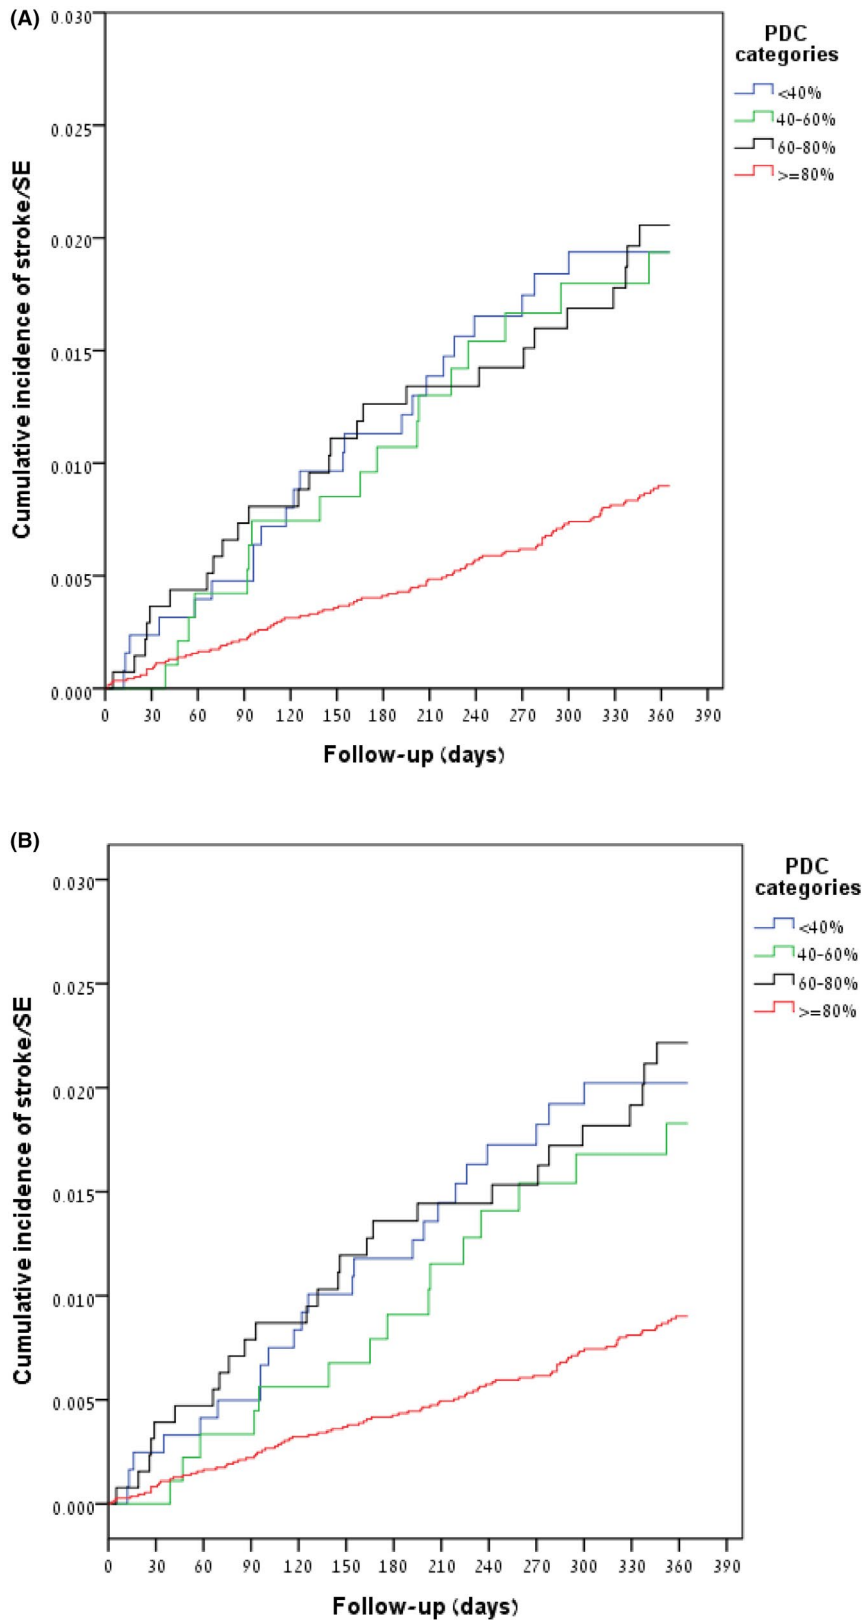 (A)
0.030
0.025
0.020
0.015
0.010
0.005
0.000
Cumulative incidence of stroke/SE
0 30 60 90 120 150 180 210 240 270 300 330 360 390
Follow-up (days)
PDC
categories
<40%
40-60%
60-80%
>=80%
(B)
0.030
0.025
0.020
0.015
0.010
0.005
0.000
Cumulative incidence of stroke/SE
0 30 60 90 120 150 180 210 240 270 300 330 360 390
Follow-up (days)
PDC
categories
<40%
40-60%
60-80%
>=80%